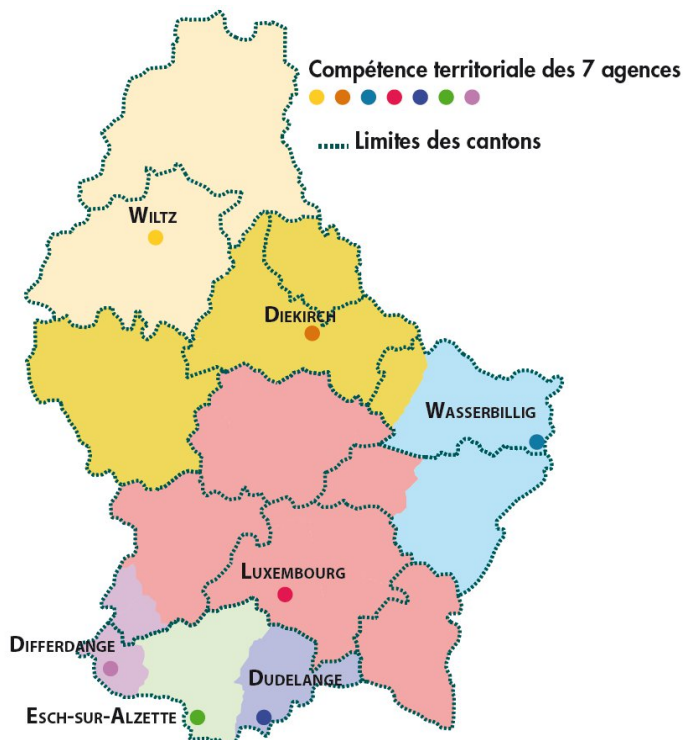 Compétence territoriale des 7 agences
Limites des cantons
Wiltz
Diekirch
Wasserbillig
Luxembourg
Differdange
Dudelange
Esch-sur-Alzette